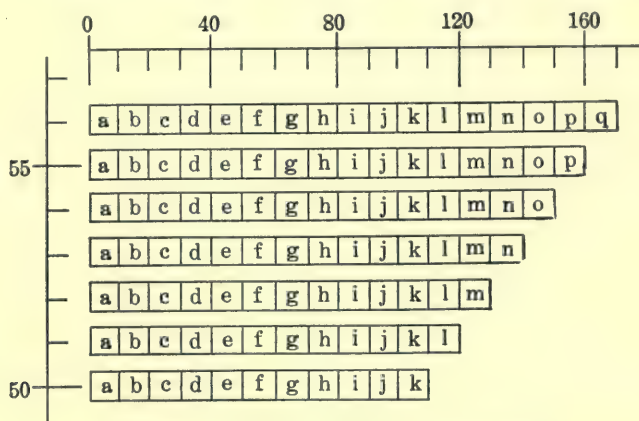 0 40 80 120 160
a b c d e f g h i j k l m n o p q
55 a b c d e f g h i j k l m n o p
a b c d e f g h i j k l m n o
a b c d e f g h i j k l m n
a b c d e f g h i j k l m
a b c d e f g h i j k l
50 a b c d e f g h i j k